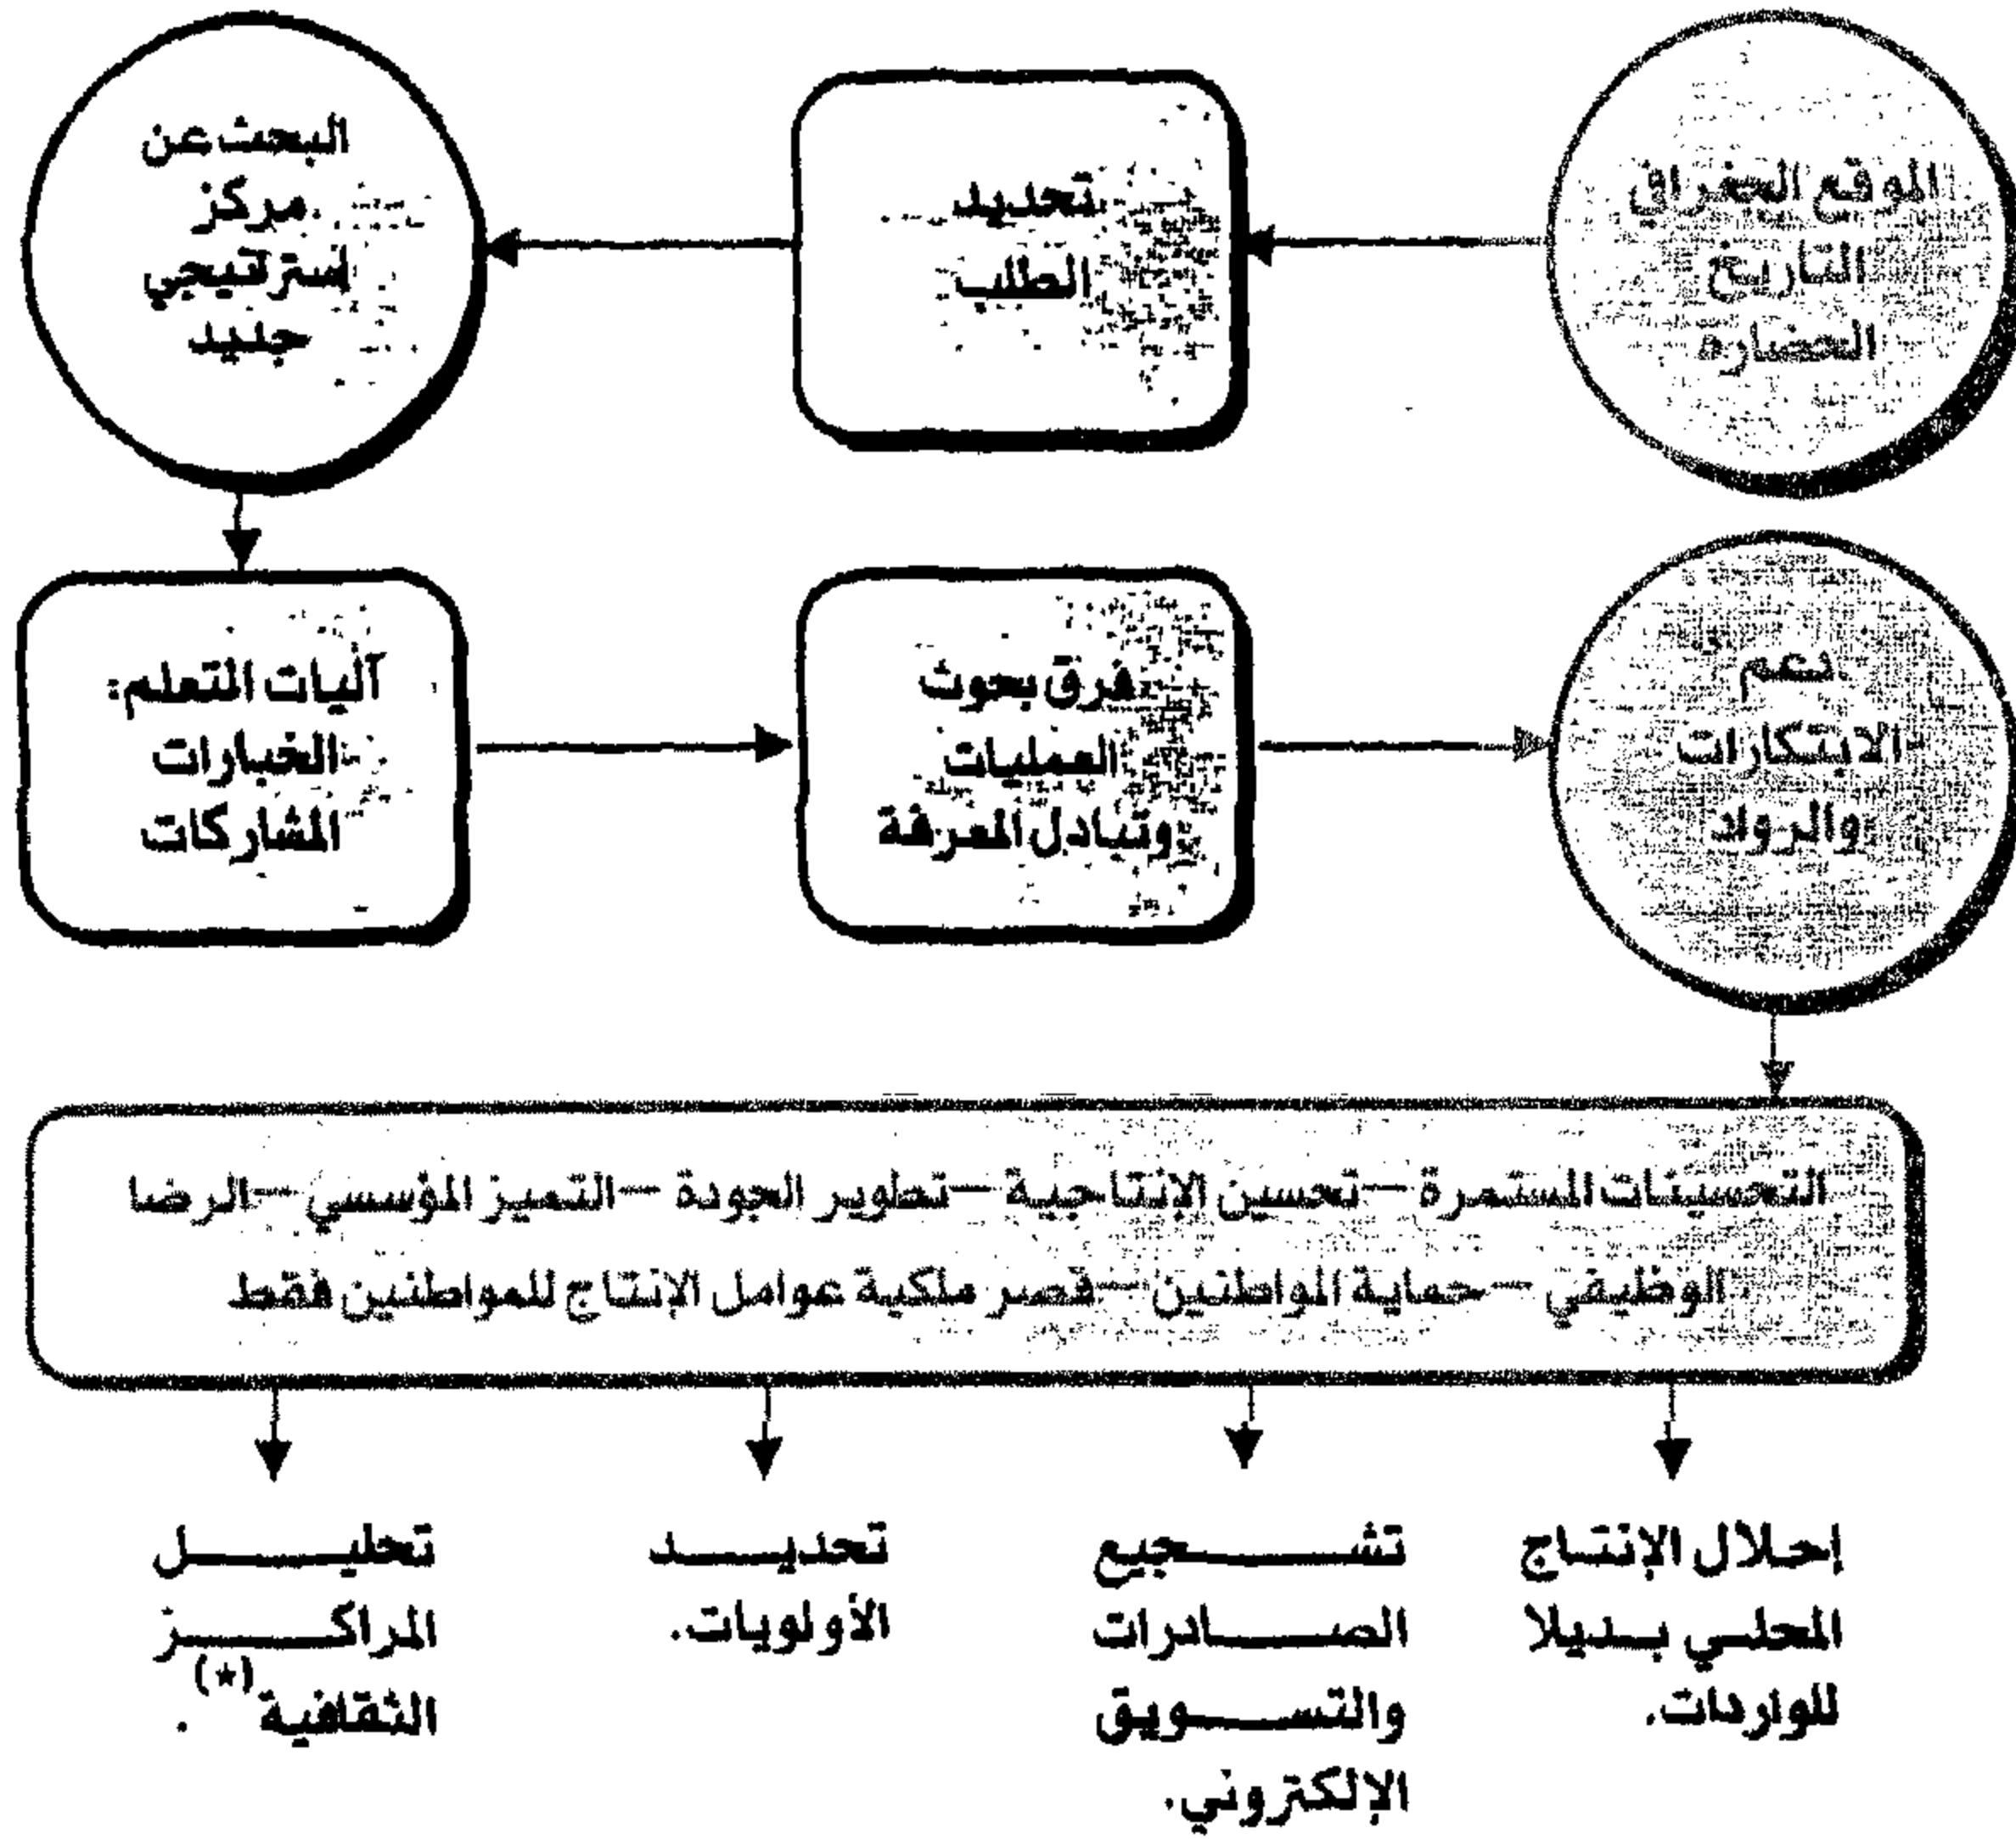 الموقع الجغرافي
التاريخ
الحضارة
تحديد
الطلب
البحث عن
مركز
استرتيجي
جديد
آليات التعلم:
الخبارات
المشاركات
فرق بحوث
العمليات
وتبادل المعرفة
دعم
الابتكارات
والرواد
التحسينات المستمرة – تحسين الإنتاجية – تطوير الجودة – التميز المؤسسي – الرضا
الوظيفي – حماية المواطنين – قصر ملكية عوامل الإنتاج للمواطنين فقط
إحلال الإنتاج
المحلي بديلا
للواردات.
تشجيع
الصادرات
والتسويق
الإلكتروني.
تحديد
الأولويات.
تحليل
المراكز
الثقافية(*).